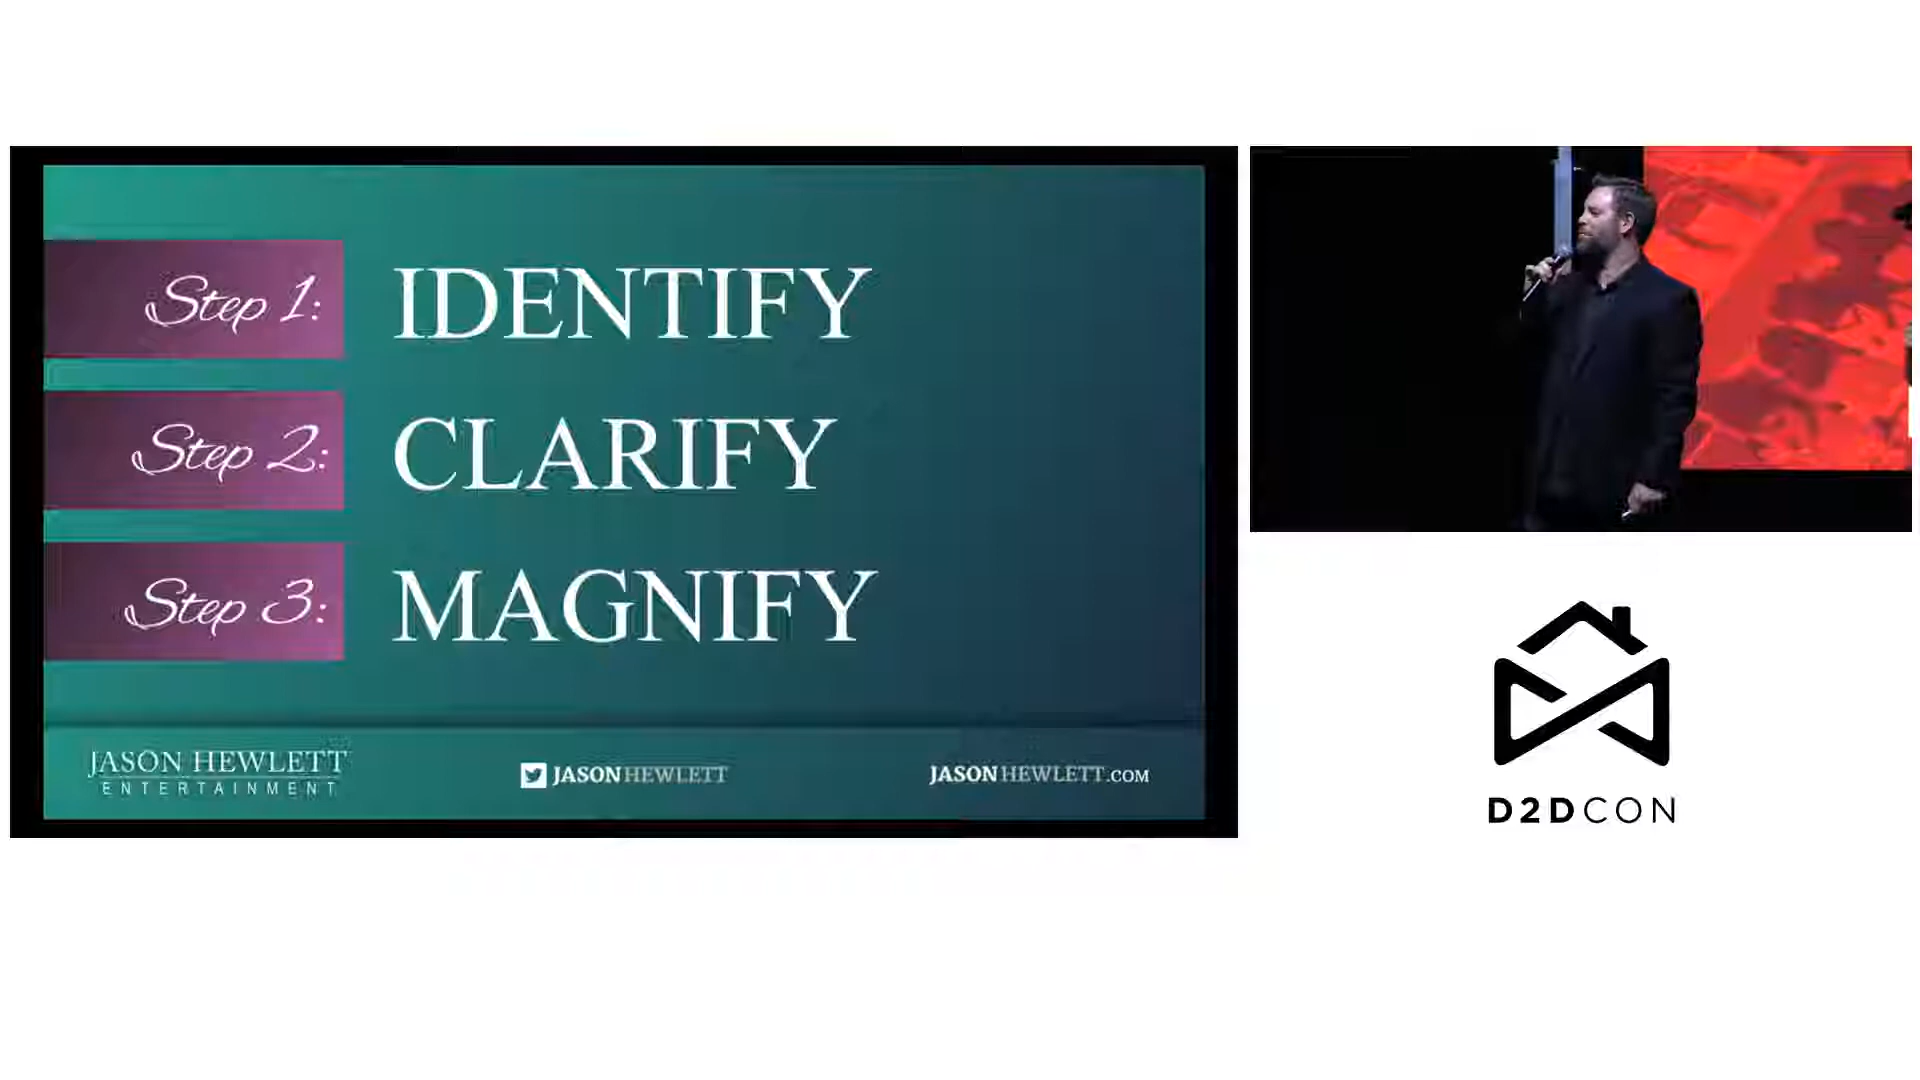 Step 1: IDENTIFY
Step 2: CLARIFY
Step 3: MAGNIFY
JASON HEWLETT
ENTERTAINMENT
JASONHEWLETT
JASONHEWLETT.COM
D2DCON